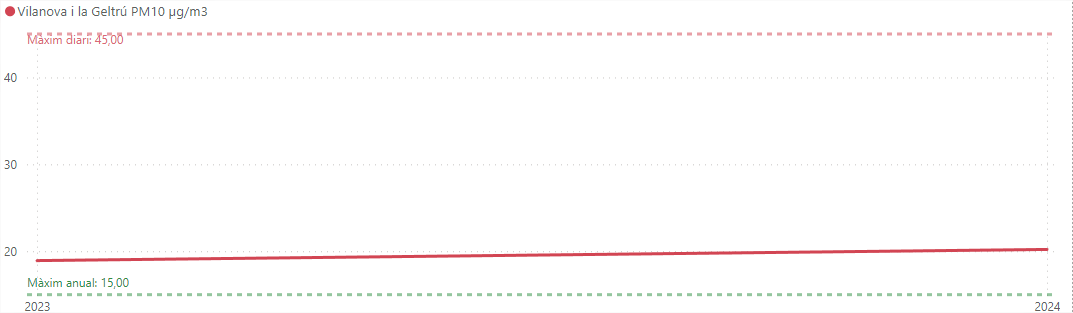 Vilanova i la Geltrú PM10 µg/m3
Màxim diari: 45,00
40
30
20
Màxim anual: 15,00
2023 2024